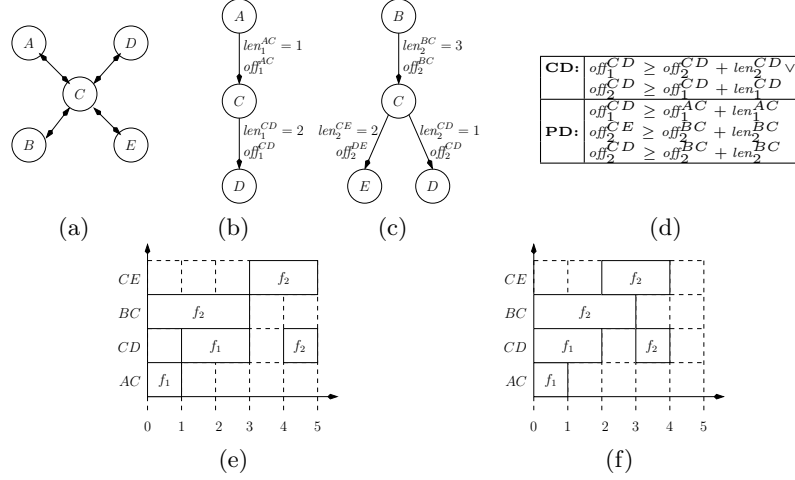 A
D
C
B
E
(a)
A
len_1^{AC} = 1
off_1^{AC}
C
len_1^{CD} = 2
off_1^{CD}
D
(b)
B
len_2^{BC} = 3
off_2^{BC}
C
len_2^{CE} = 2
off_2^{DE}
len_2^{CD} = 1
off_2^{CD}
E
D
(c)
CD: off_1^{CD} ≥ off_2^{CD} + len_2^{CD} ∨
off_2^{CD} ≥ off_1^{CD} + len_1^{CD}
off_1^{CD} ≥ off_1^{AC} + len_1^{AC}
PD: off_2^{CE} ≥ off_2^{BC} + len_2^{BC}
off_2^{CD} ≥ off_2^{BC} + len_2^{BC}
(d)
CE f_2
BC f_2
CD f_1 f_2
AC f_1
0 1 2 3 4 5
(e)
CE f_2
BC f_2
CD f_1 f_2
AC f_1
0 1 2 3 4 5
(f)